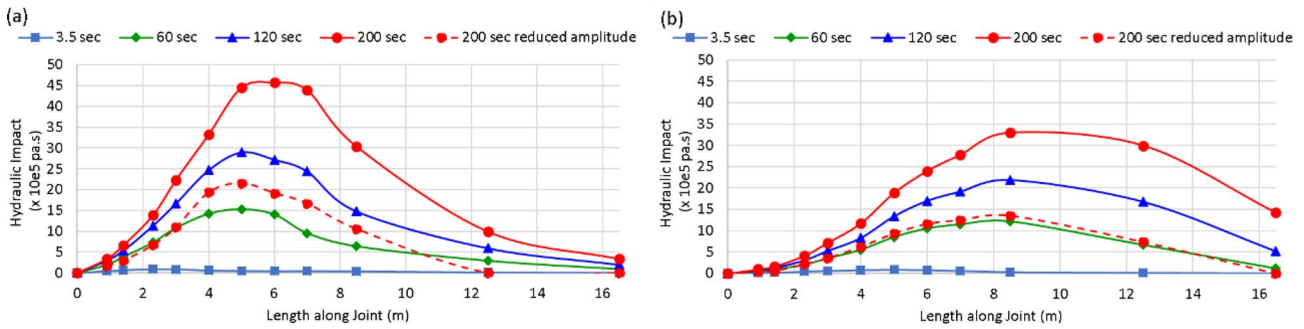 (a)
3.5 sec 60 sec 120 sec 200 sec 200 sec reduced amplitude
Hydraulic Impact
(x 10e5 pa.s)
50
45
40
35
30
25
20
15
10
5
0
0 2 4 6 8 10 12 14 16
Length along Joint (m)
(b)
3.5 sec 60 sec 120 sec 200 sec 200 sec reduced amplitude
Hydraulic Impact
(x 10e5 pa.s)
50
45
40
35
30
25
20
15
10
5
0
0 2 4 6 8 10 12 14 16
Length along Joint (m)